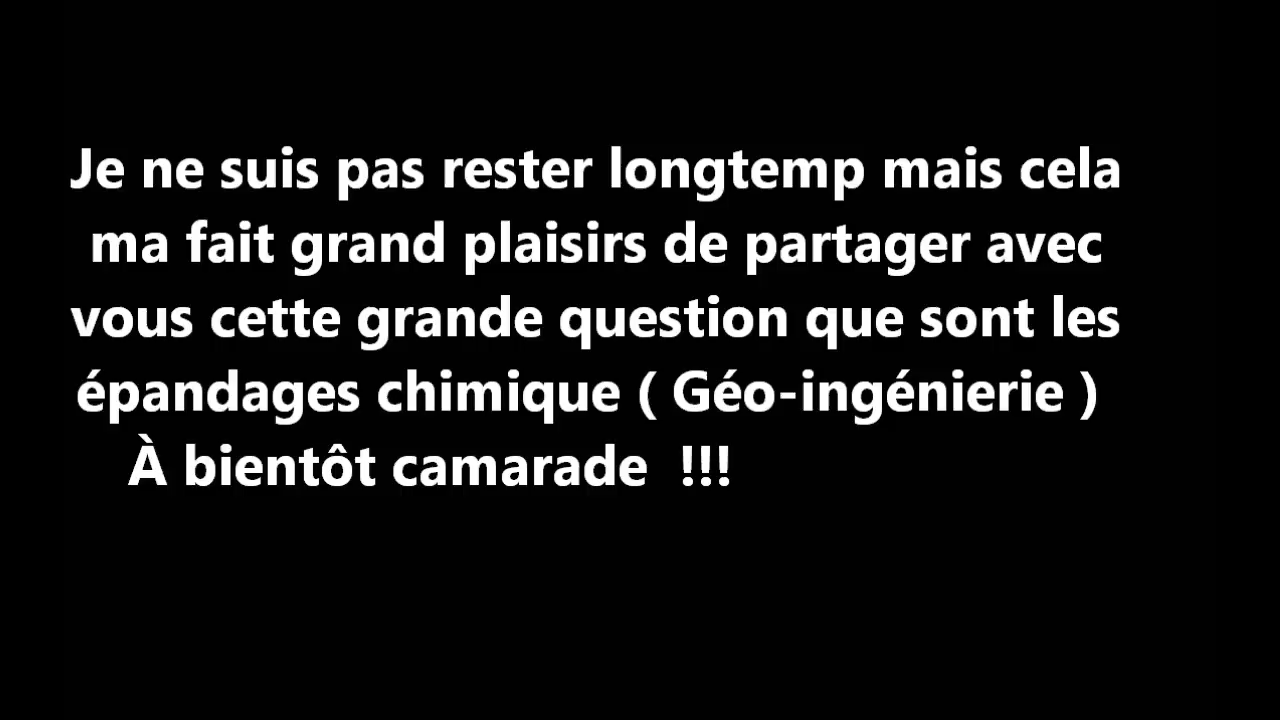 Je ne suis pas rester longtemp mais cela
ma fait grand plaisirs de partager avec
vous cette grande question que sont les
épandages chimique ( Géo-ingénierie )
À bientôt camarade !!!